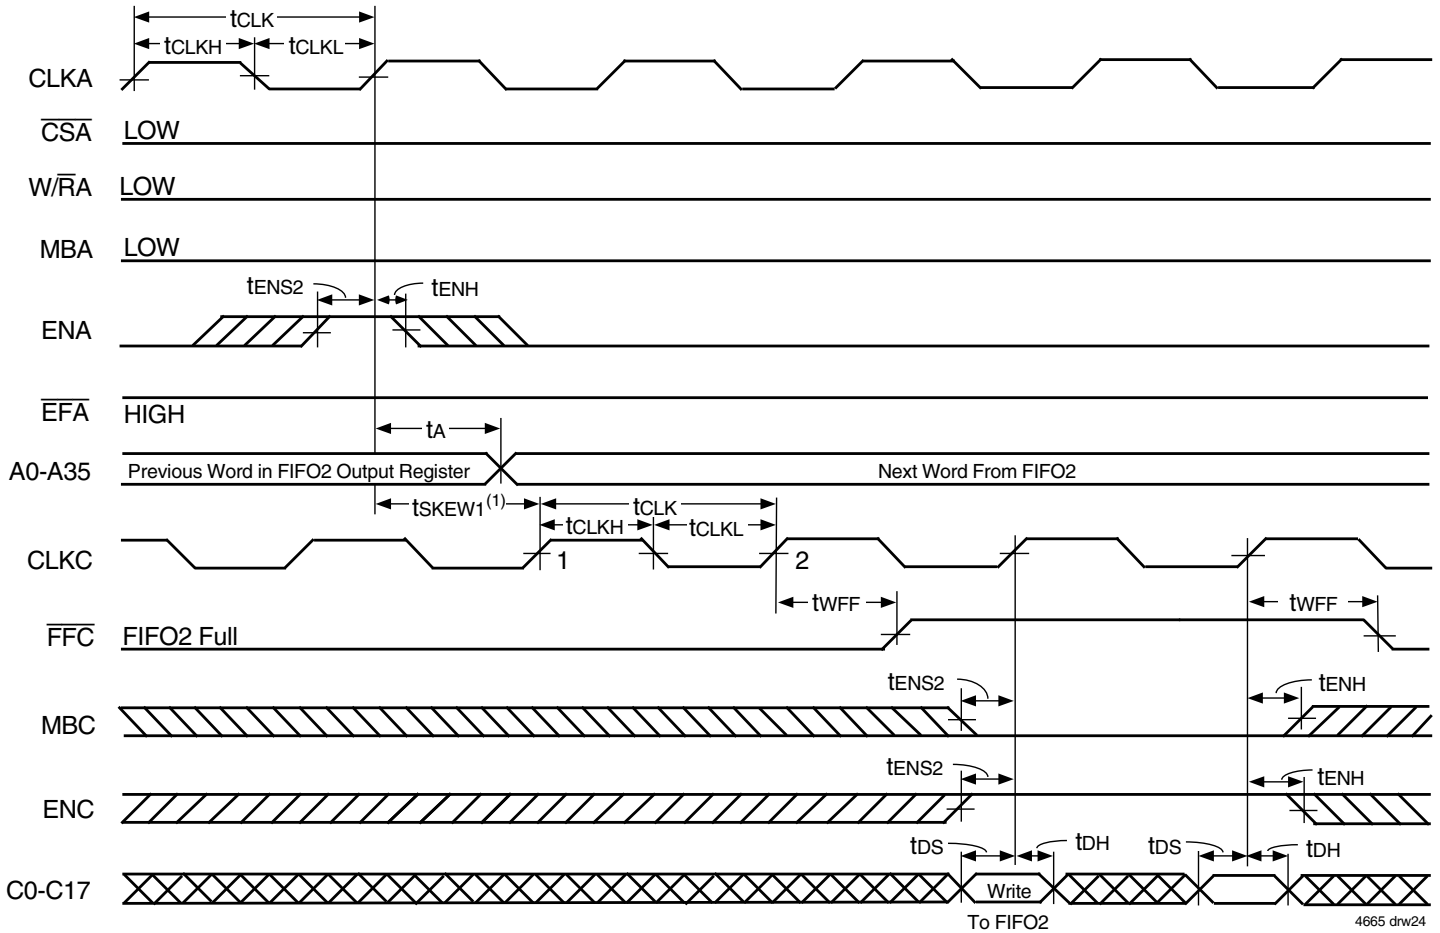 tCLK
tCLKH
tCLKL
CLKA
CSA LOW
W/RA LOW
MBA LOW
tENS2
tENH
ENA
EFA HIGH
tA
A0-A35 Previous Word in FIFO2 Output Register Next Word From FIFO2
tSKEW1(1)
tCLK
tCLKH
tCLKL
CLKC 1 2
tWFF
tWFF
FFC FIFO2 Full
tENS2
tENH
MBC
tENS2
tENH
ENC
tDS
tDH
tDS
tDH
C0-C17 Write
To FIFO2
4665 drw24